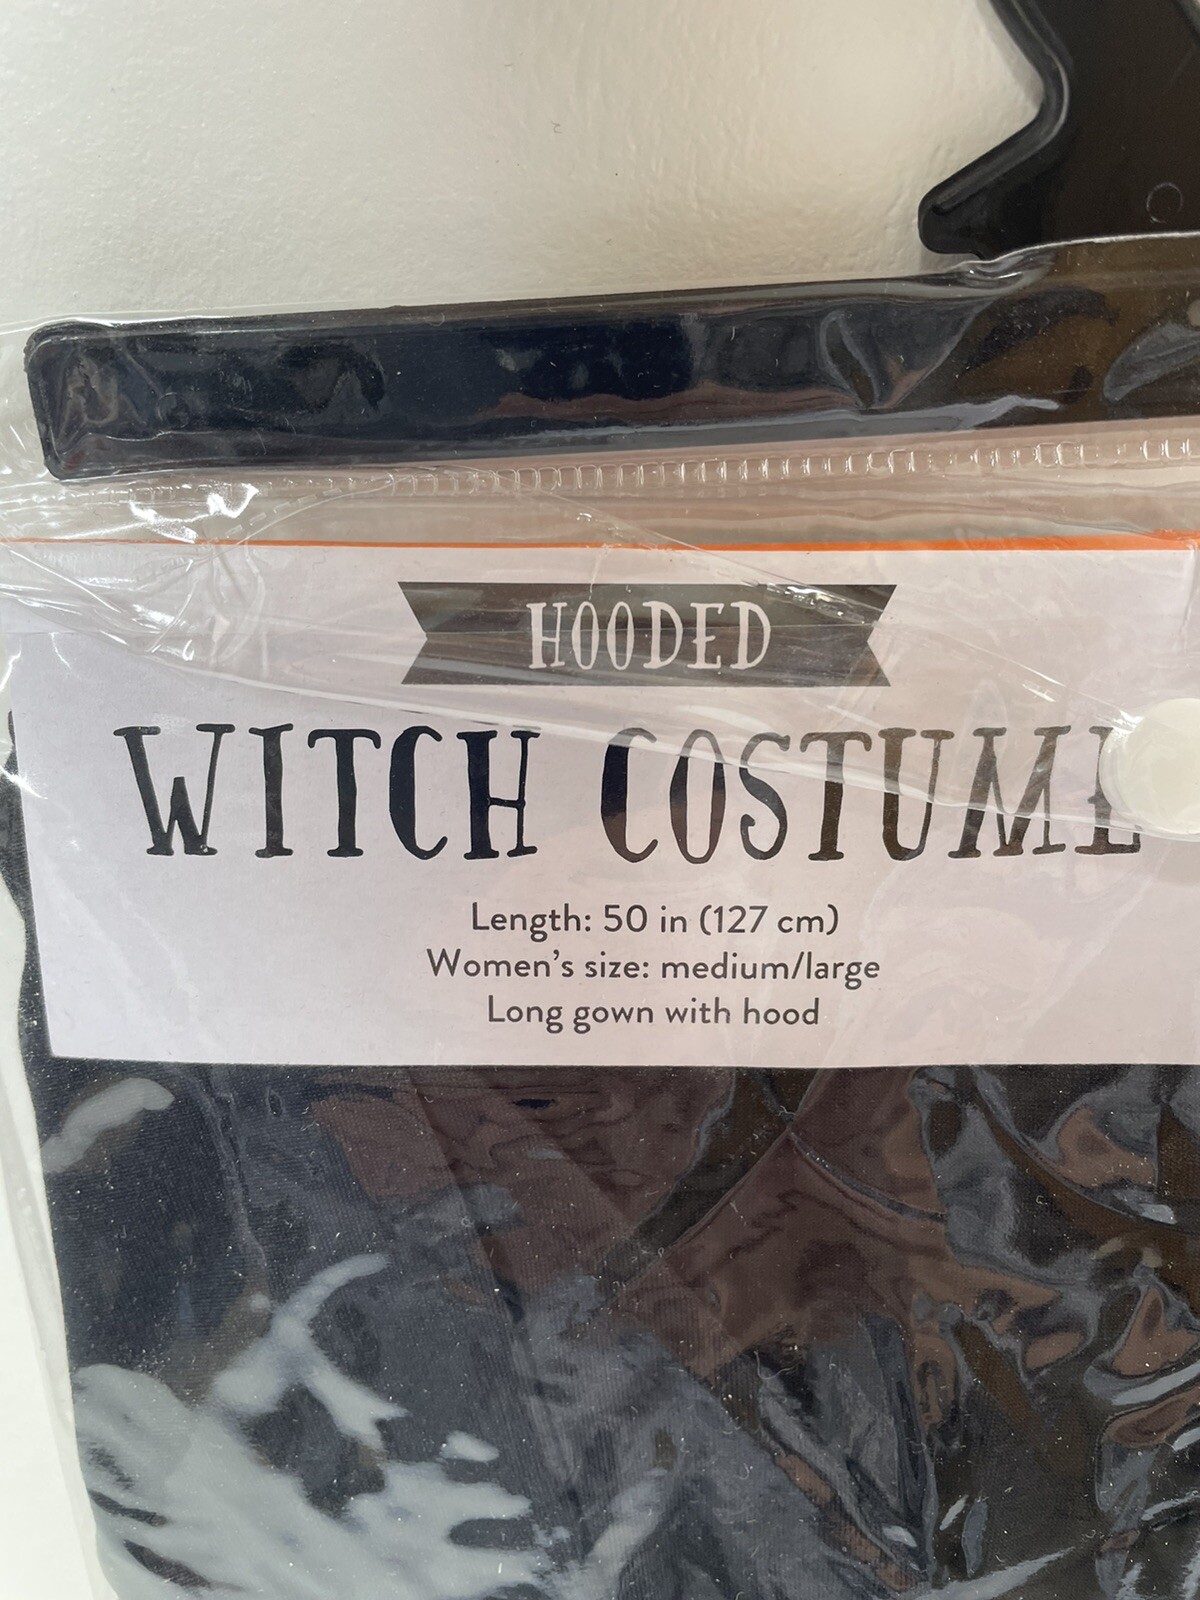 HOODED
WITCH COSTUME
Length: 50 in (127 cm)
Women's size: medium/large
Long gown with hood